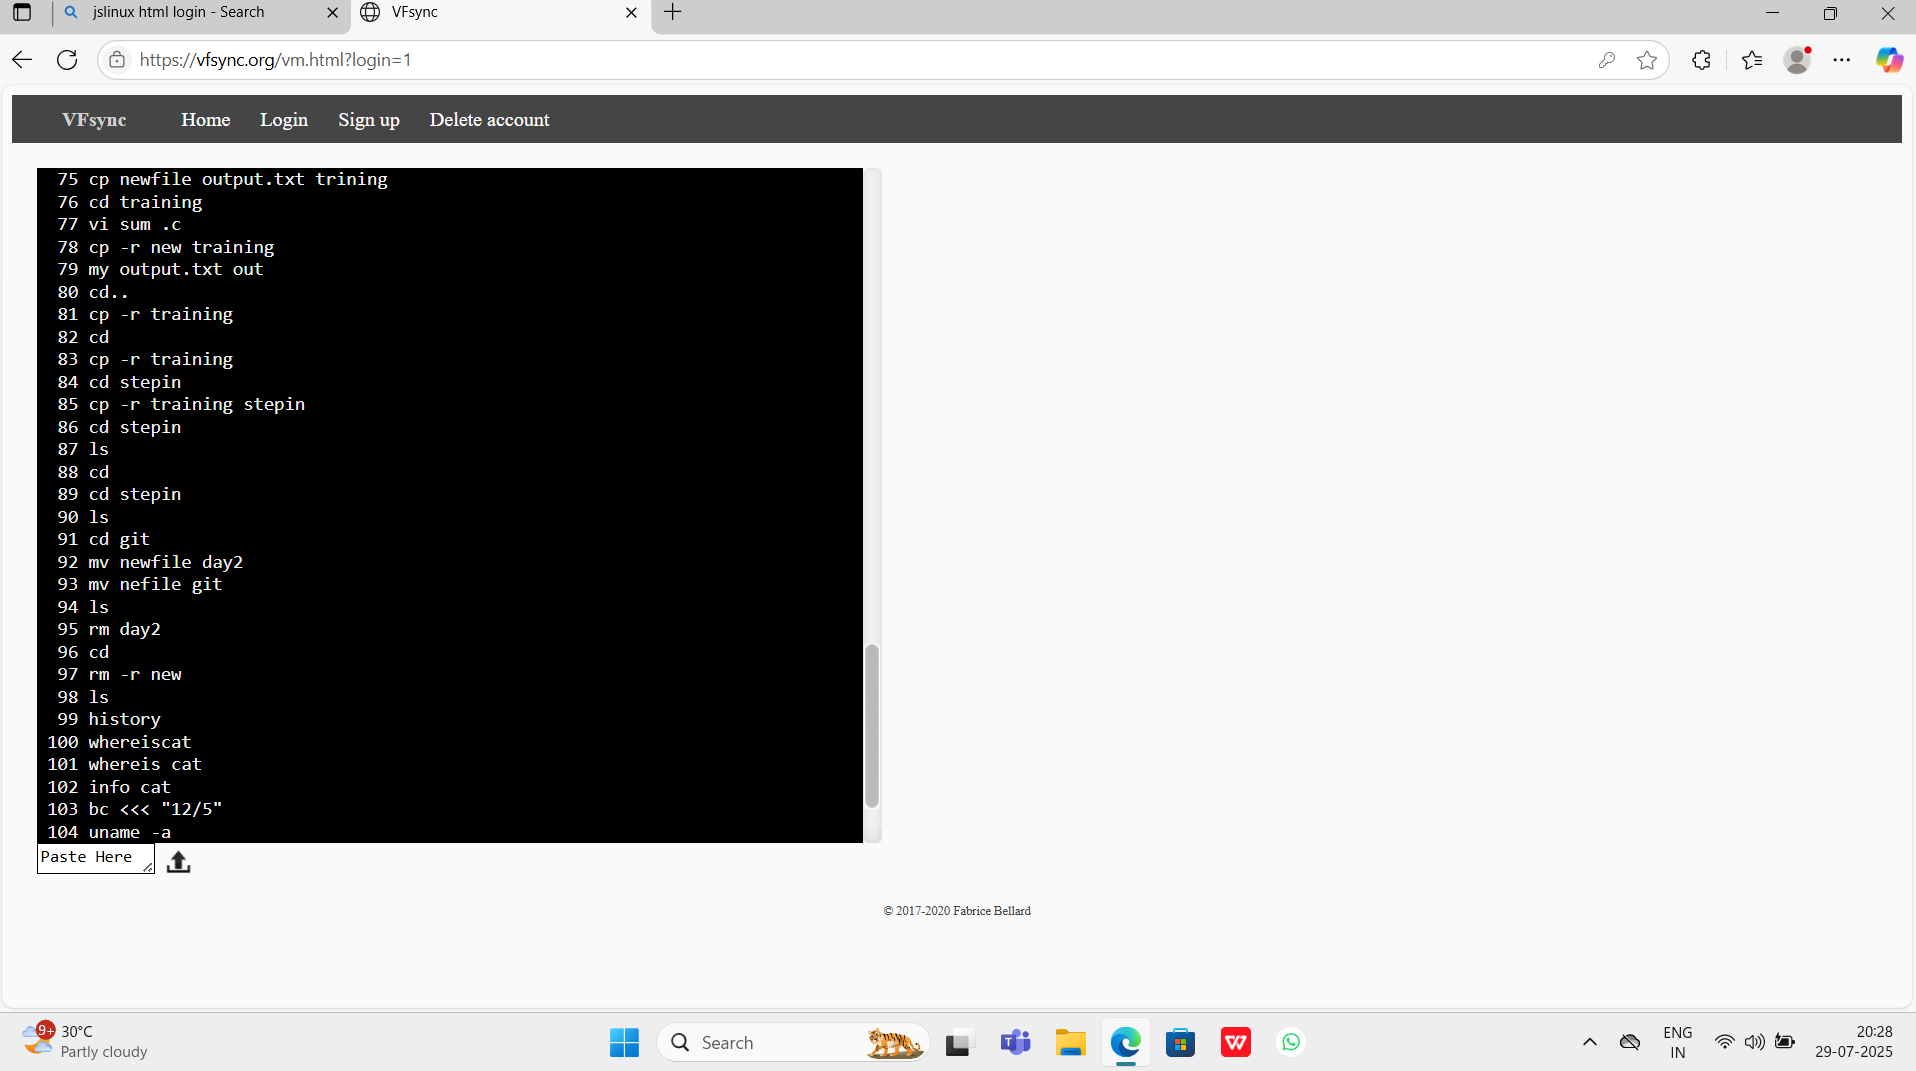 jslinux html login - Search
VFsync
https://vfsync.org/vm.html?login=1
VFsync Home Login Sign up Delete account
75 cp newfile output.txt trining
76 cd training
77 vi sum .c
78 cp -r new training
79 my output.txt out
80 cd..
81 cp -r training
82 cd
83 cp -r training
84 cd stepin
85 cp -r training stepin
86 cd stepin
87 ls
88 cd
89 cd stepin
90 ls
91 cd git
92 mv newfile day2
93 mv nefile git
94 ls
95 rm day2
96 cd
97 rm -r new
98 ls
99 history
100 whereiscat
101 whereis cat
102 info cat
103 bc <<< "12/5"
104 uname -a
Paste Here
© 2017-2020 Fabrice Bellard
9+
30°C
Partly cloudy
Search
ENG
IN
20:28
29-07-2025